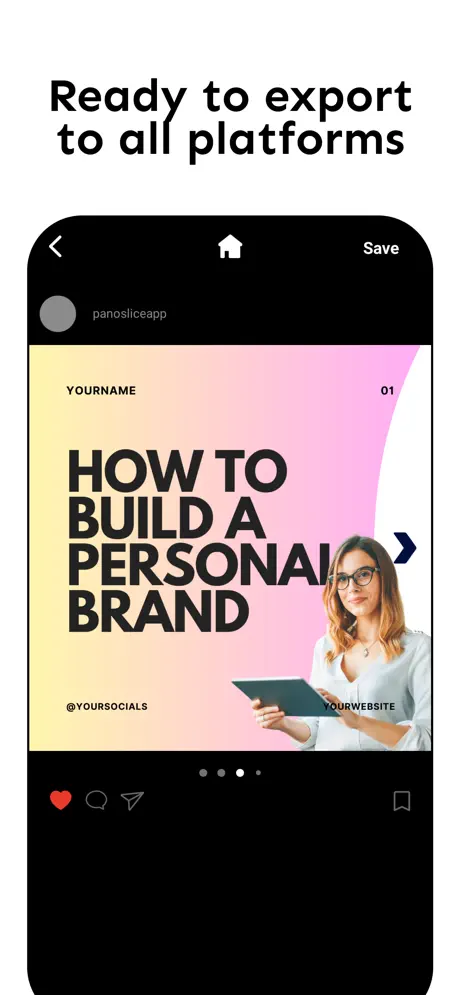 Ready to export
to all platforms
Save
panosliceapp
YOURNAME
01
HOW TO
BUILD A
PERSONAL
BRAND
@YOURSOCIALS
YOURWEBSITE